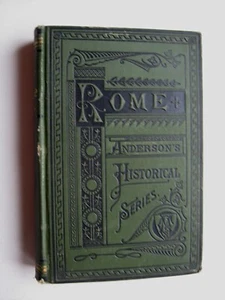 ROME
ANDERSON'S
HISTORICAL
SERIES.